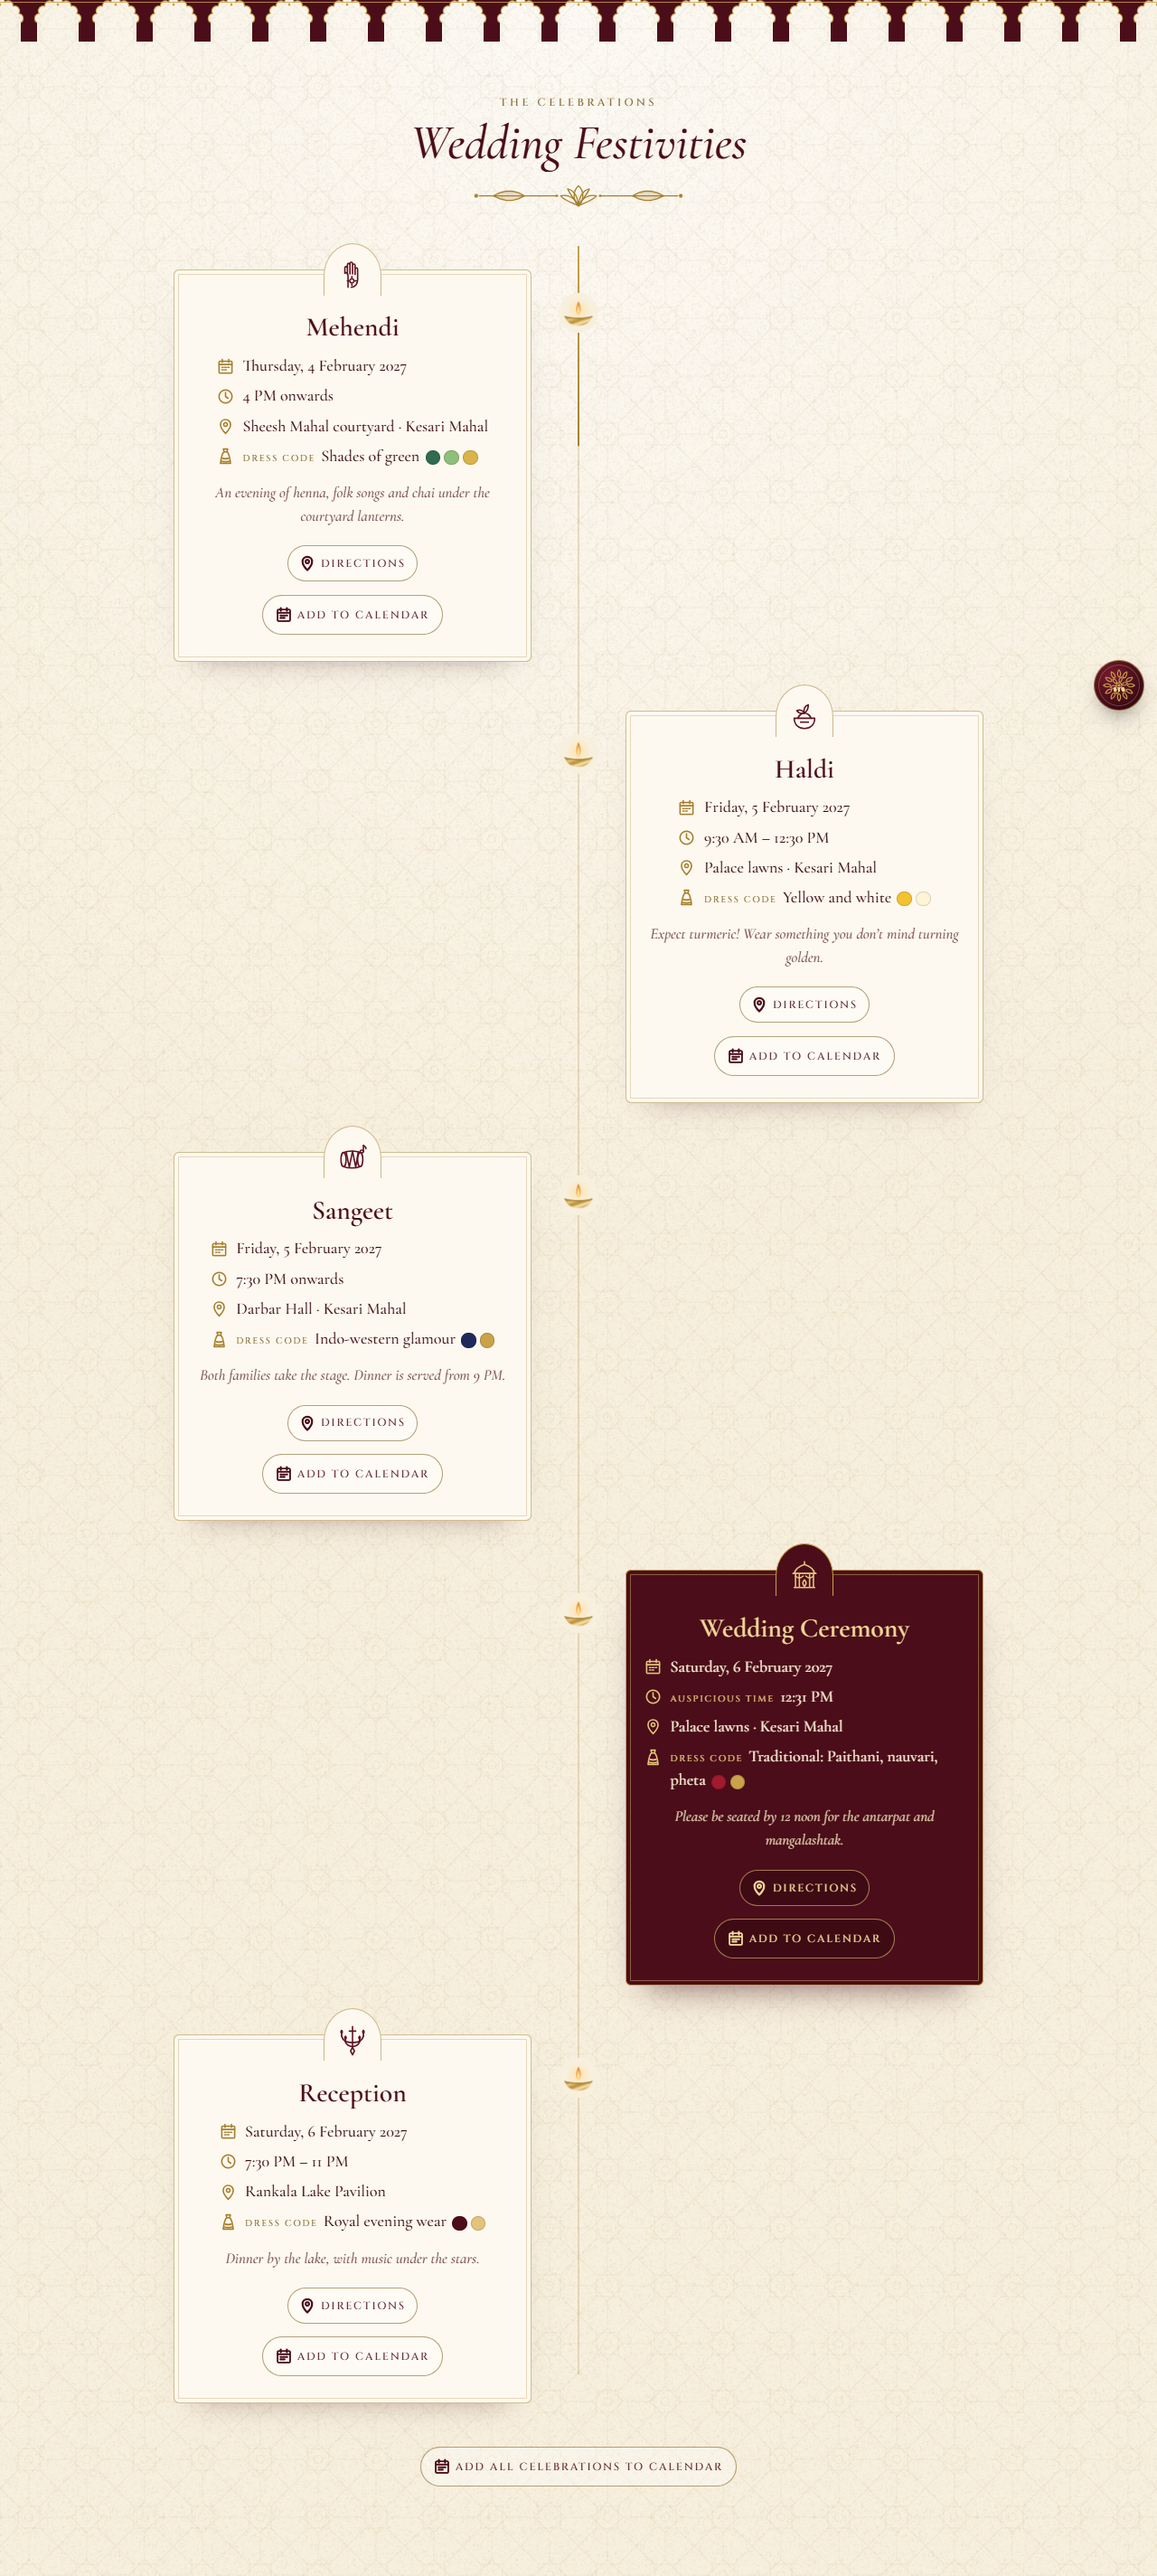 THE CELEBRATIONS
Wedding Festivities
Mehendi
Thursday, 4 February 2027
4 PM onwards
Sheesh Mahal courtyard · Kesari Mahal
DRESS CODE Shades of green
An evening of henna, folk songs and chai under the
courtyard lanterns.
DIRECTIONS
ADD TO CALENDAR
Haldi
Friday, 5 February 2027
9:30 AM – 12:30 PM
Palace lawns · Kesari Mahal
DRESS CODE Yellow and white
Expect turmeric! Wear something you don’t mind turning
golden.
DIRECTIONS
ADD TO CALENDAR
Sangeet
Friday, 5 February 2027
7:30 PM onwards
Darbar Hall · Kesari Mahal
DRESS CODE Indo-western glamour
Both families take the stage. Dinner is served from 9 PM.
DIRECTIONS
ADD TO CALENDAR
Wedding Ceremony
Saturday, 6 February 2027
AUSPICIOUS TIME 12:31 PM
Palace lawns · Kesari Mahal
DRESS CODE Traditional: Paithani, nauvari,
pheta
Please be seated by 12 noon for the antarpat and
mangalashtak.
DIRECTIONS
ADD TO CALENDAR
Reception
Saturday, 6 February 2027
7:30 PM – 11 PM
Rankala Lake Pavilion
DRESS CODE Royal evening wear
Dinner by the lake, with music under the stars.
DIRECTIONS
ADD TO CALENDAR
ADD ALL CELEBRATIONS TO CALENDAR